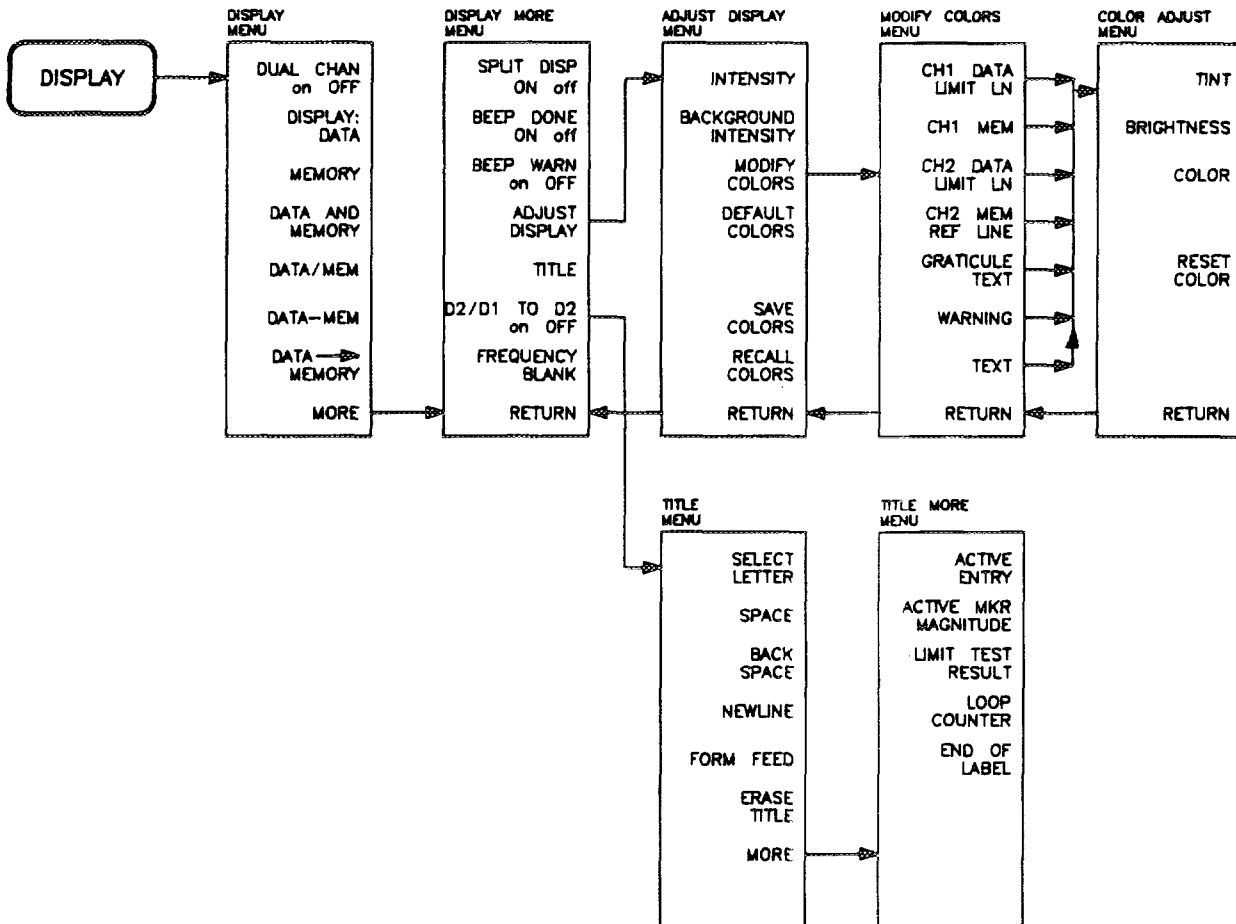 DISPLAY
DISPLAY
MENU
DUAL CHAN
on OFF
DISPLAY:
DATA
MEMORY
DATA AND
MEMORY
DATA/MEM
DATA-MEM
DATA→
MEMORY
MORE
DISPLAY MORE
MENU
SPLIT DISP
ON off
BEEP DONE
ON off
BEEP WARN
on OFF
ADJUST
DISPLAY
TITLE
D2/D1 TO D2
on OFF
FREQUENCY
BLANK
RETURN
ADJUST DISPLAY
MENU
INTENSITY
BACKGROUND
INTENSITY
MODIFY
COLORS
DEFAULT
COLORS
SAVE
COLORS
RECALL
COLORS
RETURN
MODIFY COLORS
MENU
CH1 DATA
LIMIT LN
CH1 MEM
CH2 DATA
LIMIT LN
CH2 MEM
REF LINE
GRATICULE
TEXT
WARNING
TEXT
RETURN
COLOR ADJUST
MENU
TINT
BRIGHTNESS
COLOR
RESET
COLOR
RETURN
TITLE
MENU
SELECT
LETTER
SPACE
BACK
SPACE
NEWLINE
FORM FEED
ERASE
TITLE
MORE
TITLE MORE
MENU
ACTIVE
ENTRY
ACTIVE MKR
MAGNITUDE
LIMIT TEST
RESULT
LOOP
COUNTER
END OF
LABEL